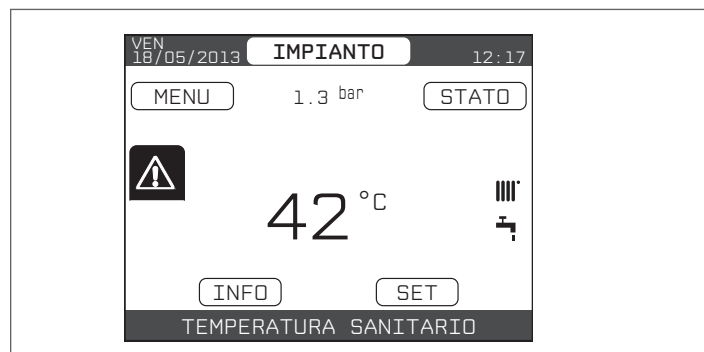 VEN
18/05/2013 IMPIANTO 12:17
MENU 1.3 bar STATO
42 °C
INFO SET
TEMPERATURA SANITARIO